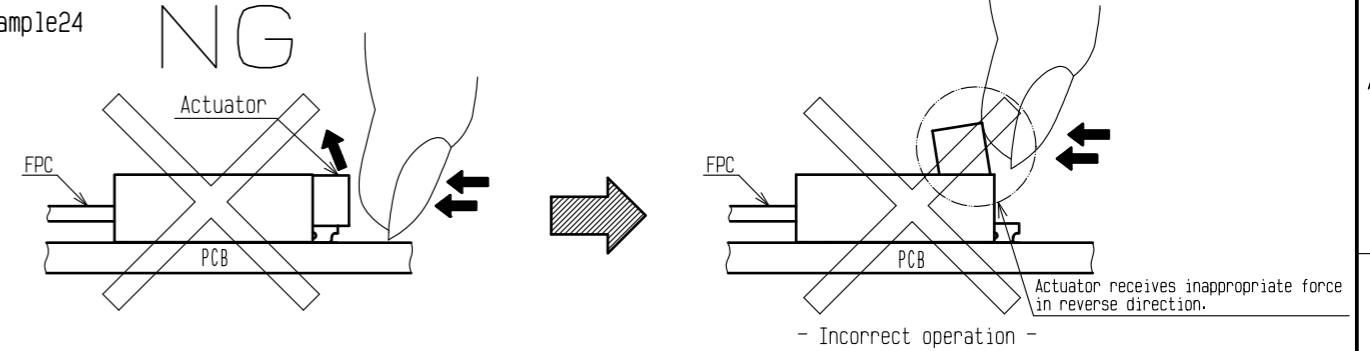 ample24
NG
Actuator
FPC
PCB
FPC
PCB
Actuator receives inappropriate force
in reverse direction.
- Incorrect operation -